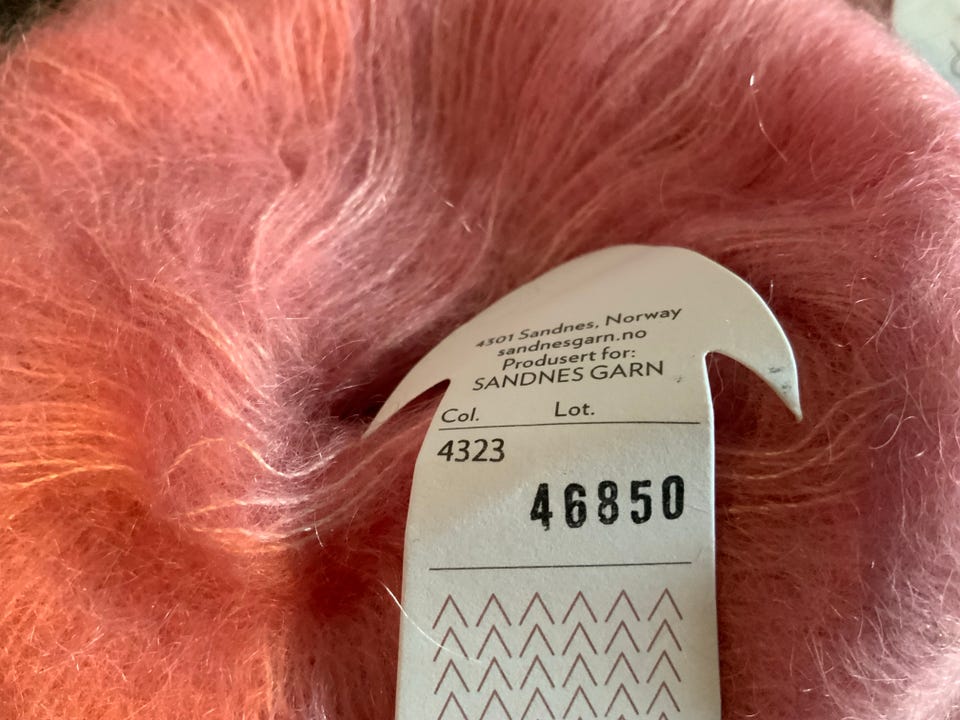 4301 Sandnes, Norway
sandnesgarn.no
Produsert for:
SANDNES GARN
Col. Lot.
4323
46850